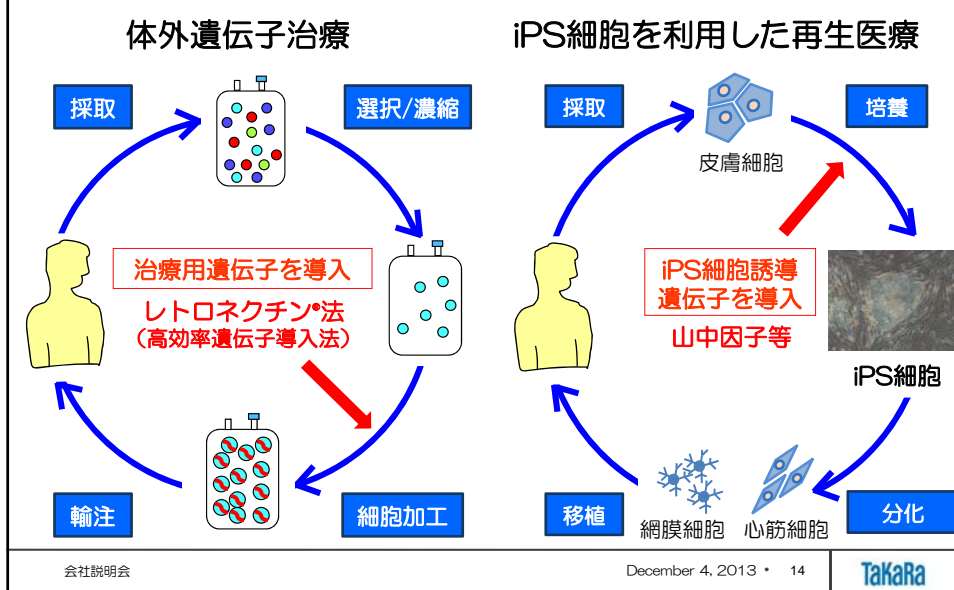 体外遺伝子治療
採取
選択/濃縮
治療用遺伝子を導入
レトロネクチン®法
（高効率遺伝子導入法）
輸注
細胞加工
iPS細胞を利用した再生医療
採取
培養
皮膚細胞
iPS細胞誘導
遺伝子を導入
山中因子等
iPS細胞
移植
網膜細胞
心筋細胞
分化
会社説明会
December 4, 2013 • 14
TaKaRa